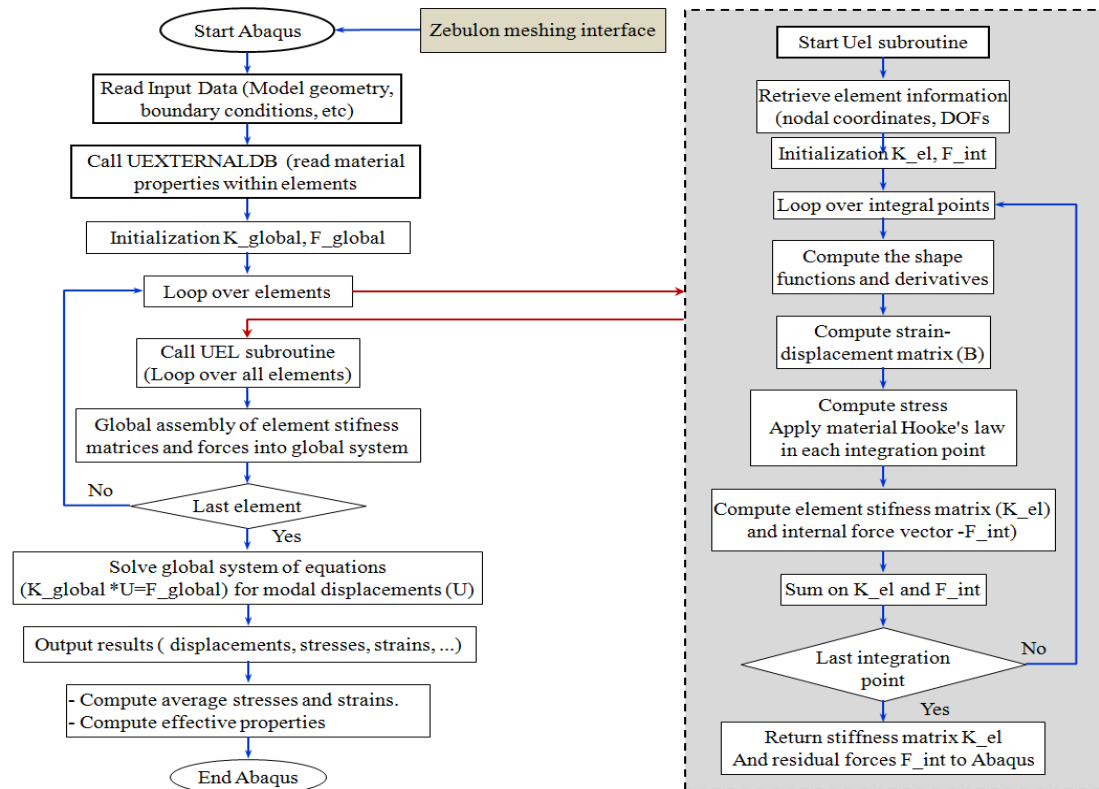 Start Abaqus
Zebulon meshing interface
Read Input Data (Model geometry,
boundary conditions, etc)
Call UEXTERNALDB (read material
properties within elements
Initialization K_global, F_global
Loop over elements
Call UEL subroutine
(Loop over all elements)
Global assembly of element stifness
matrices and forces into global system
No
Last element
Yes
Solve global system of equations
(K_global *U=F_global) for modal displacements (U)
Output results ( displacements, stresses, strains, ...)
- Compute average stresses and strains.
- Compute effective properties
End Abaqus
Start Uel subroutine
Retrieve element information
(nodal coordinates, DOFs
Initialization K_el, F_int
Loop over integral points
Compute the shape
functions and derivatives
Compute strain-
displacement matrix (B)
Compute stress
Apply material Hooke's law
in each integration point
Compute element stifness matrix (K_el)
and internal force vector -F_int)
Sum on K_el and F_int
No
Last integration
point
Yes
Return stiffness matrix K_el
And residual forces F_int to Abaqus